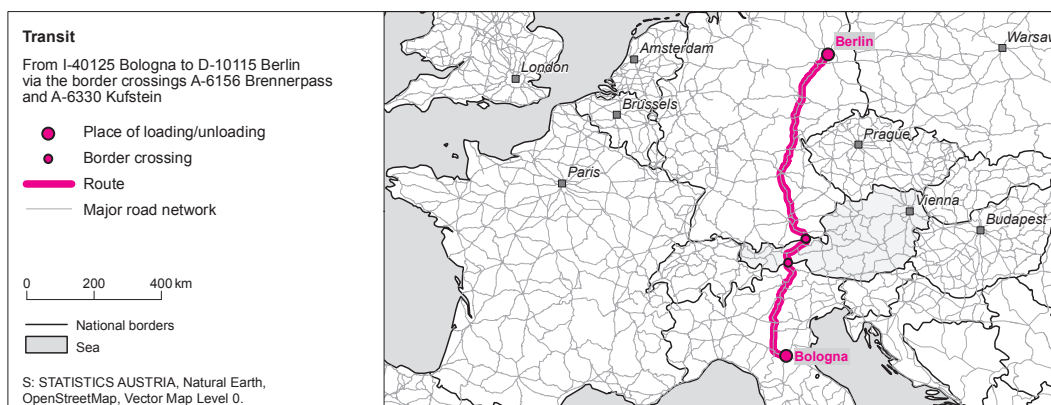 Transit
From I-40125 Bologna to D-10115 Berlin
via the border crossings A-6156 Brennerpass
and A-6330 Kufstein
Place of loading/unloading
Border crossing
Route
Major road network
0 200 400 km
National borders
Sea
S: STATISTICS AUSTRIA, Natural Earth,
OpenStreetMap, Vector Map Level 0.
Berlin
Warsaw
Amsterdam
London
Brüssels
Prague
Paris
Vienna
Budapest
Bologna